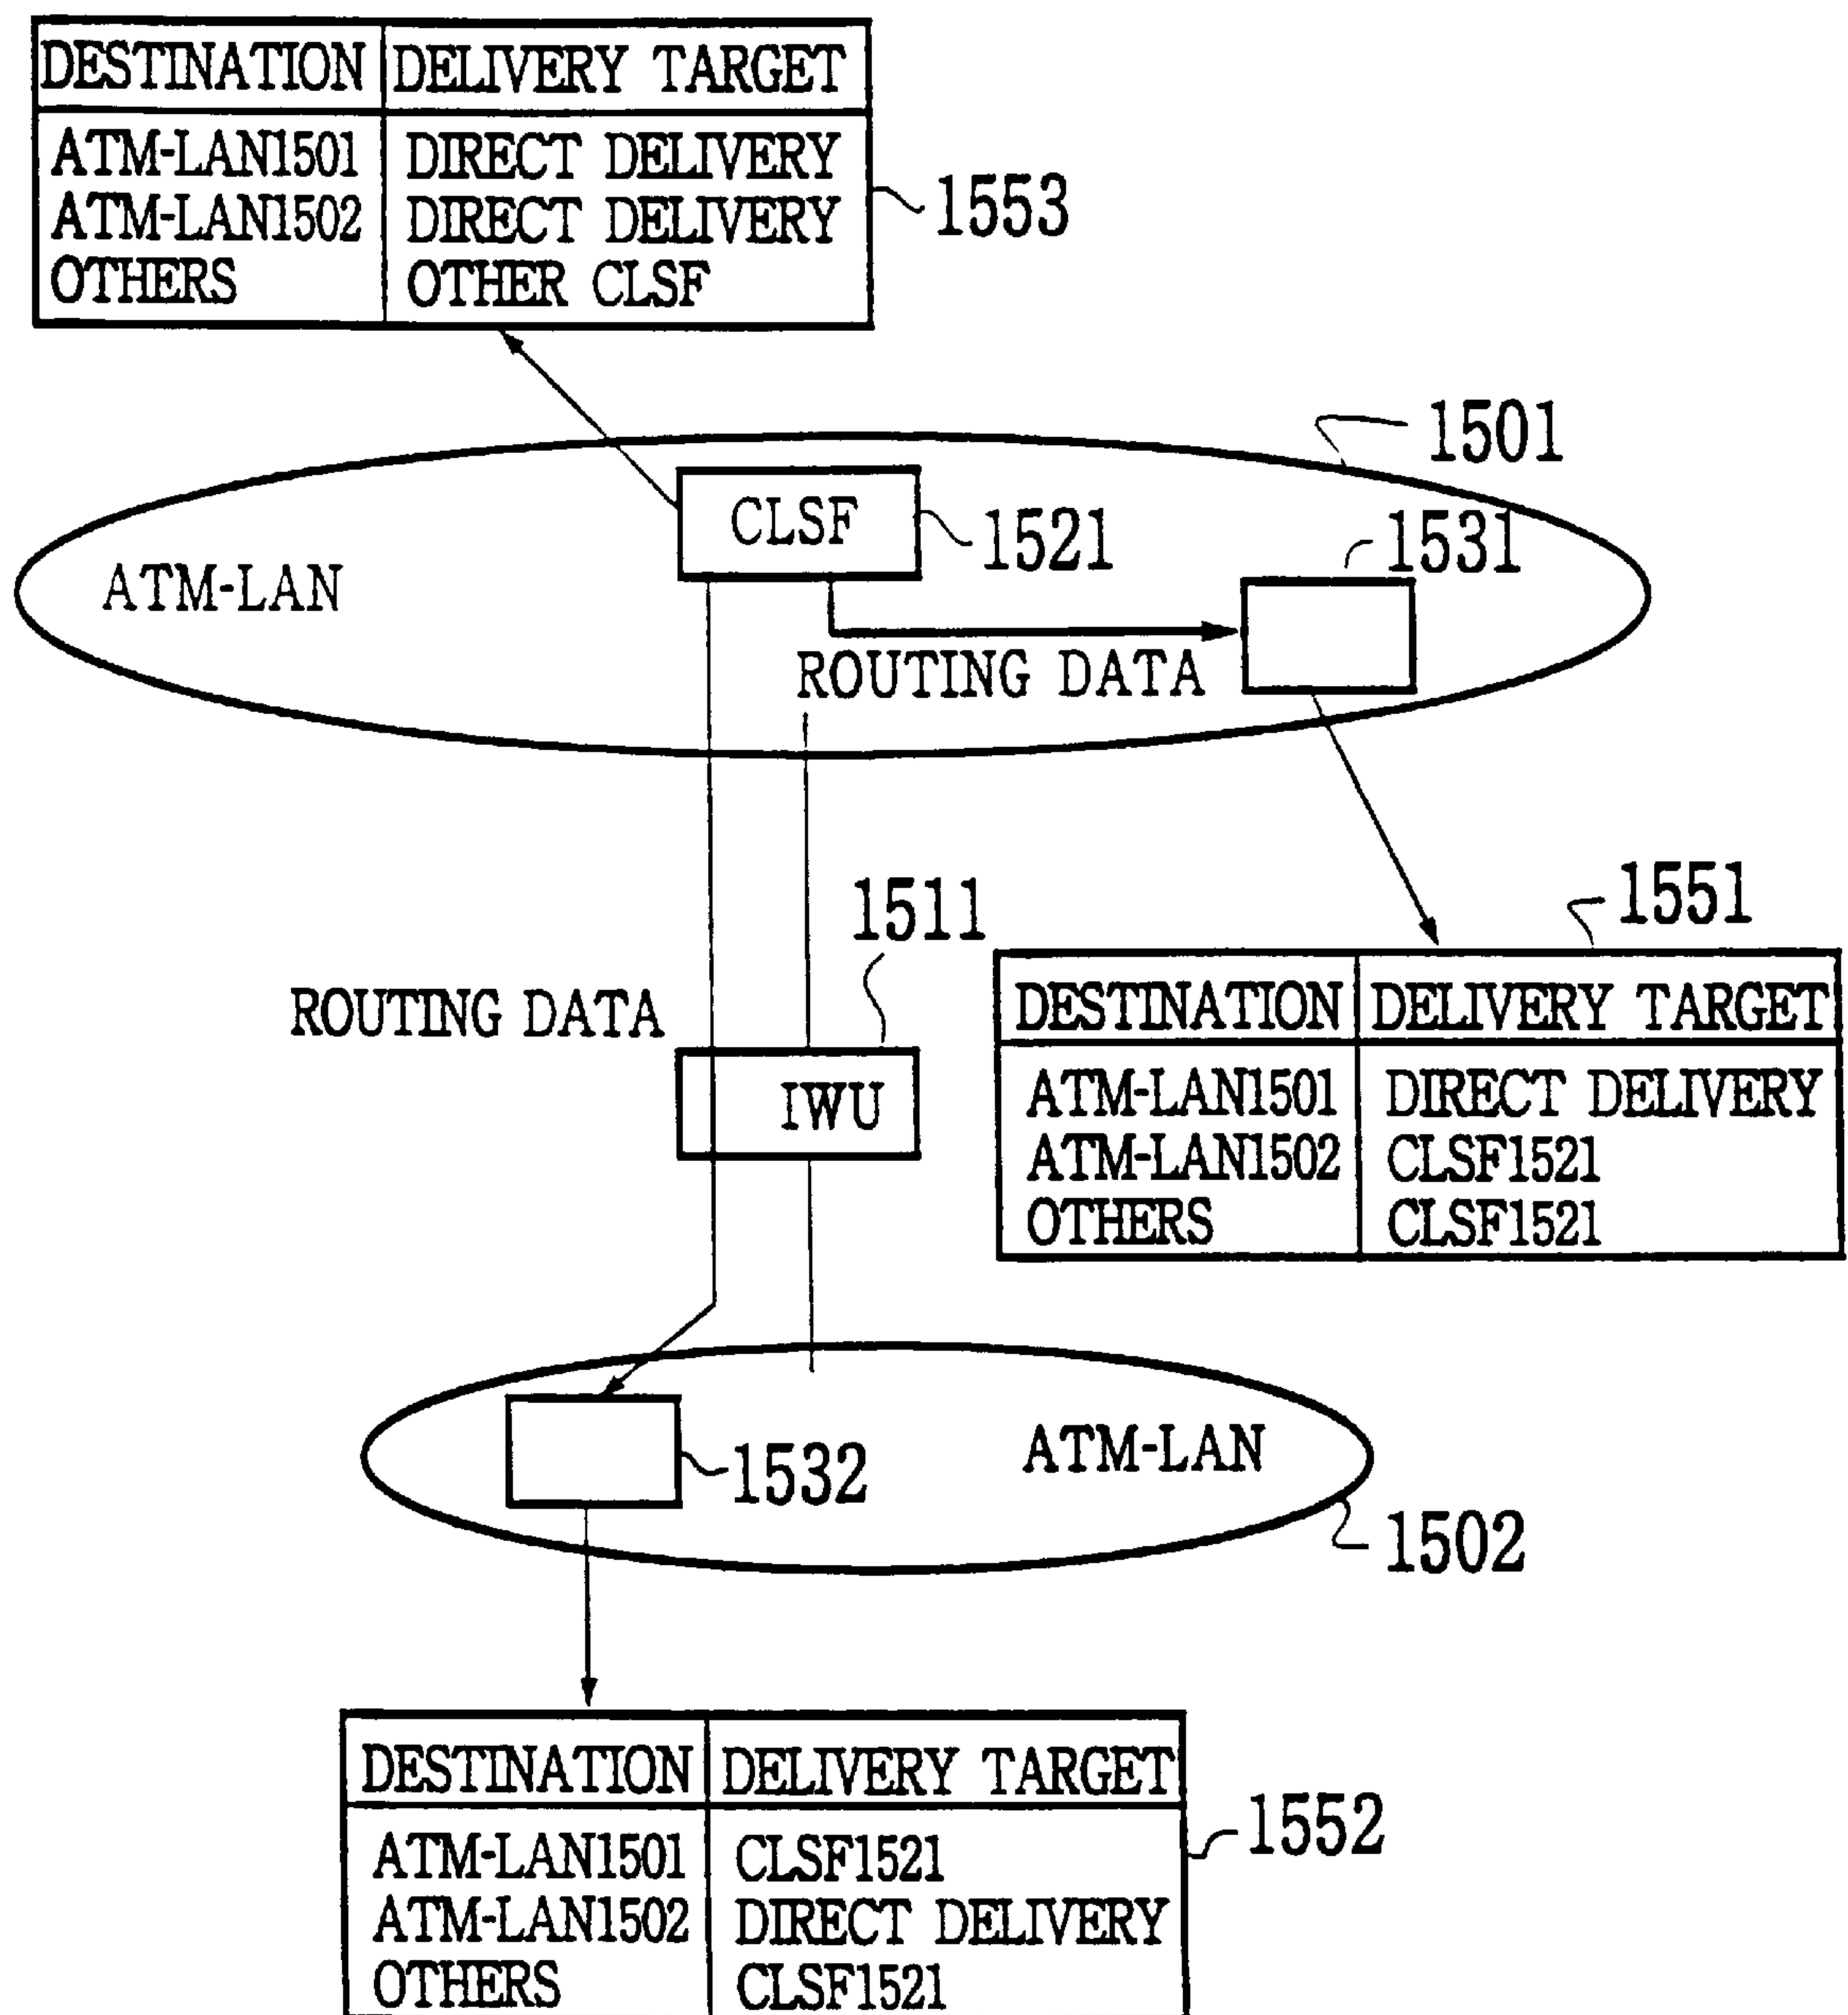 DESTINATION DELIVERY TARGET
ATM-LAN1501 DIRECT DELIVERY
ATM-LAN1502 DIRECT DELIVERY
OTHERS OTHER CLSF
1553
1501
CLSF
1521
1531
ATM-LAN
ROUTING DATA
1511
1551
ROUTING DATA
IWU
DESTINATION DELIVERY TARGET
ATM-LAN1501 DIRECT DELIVERY
ATM-LAN1502 CLSF1521
OTHERS CLSF1521
1532
ATM-LAN
1502
DESTINATION DELIVERY TARGET
ATM-LAN1501 CLSF1521
ATM-LAN1502 DIRECT DELIVERY
OTHERS CLSF1521
1552